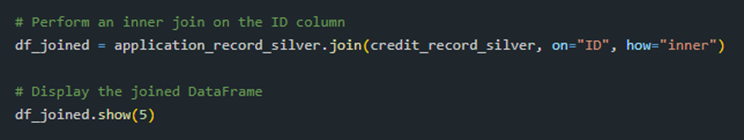 # Perform an inner join on the ID column
df_joined = application_record_silver.join(credit_record_silver, on="ID", how="inner")
# Display the joined DataFrame
df_joined.show(5)